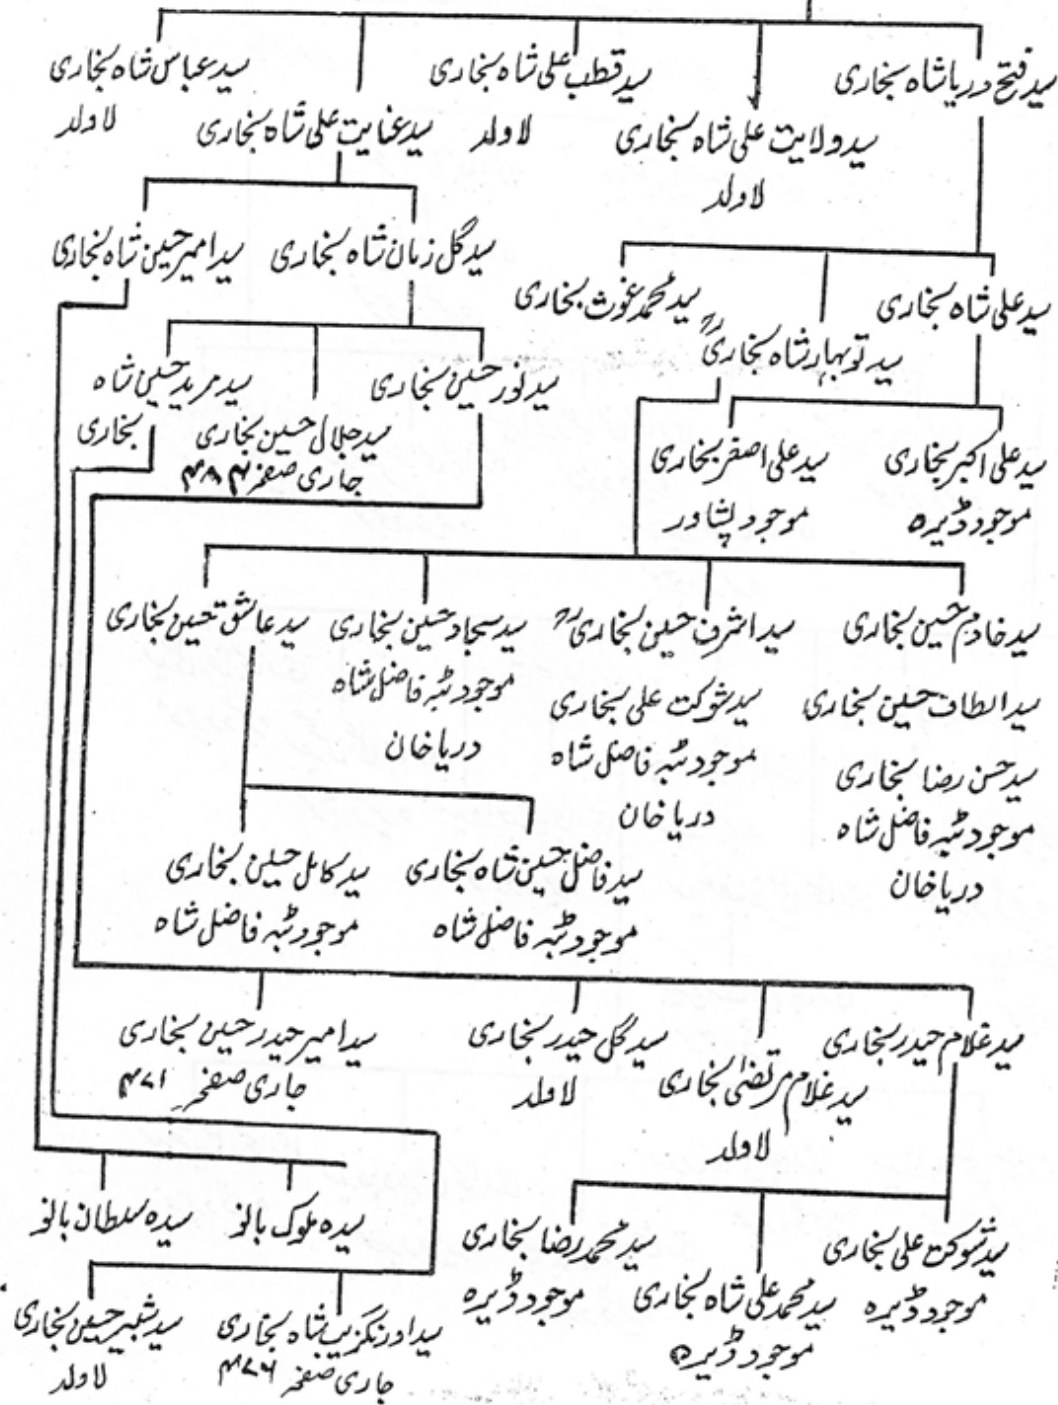 سید فتح دریا شاہ بخاری
سید ولایت علی شاہ بخاری
لاولد
سید قطب علی شاہ بخاری
لاولد
سید عنایت علی شاہ بخاری
سید عباس شاہ بخاری
لاولد
سید علی شاہ بخاری
سید نوبہار شاہ بخاری
سید محمد غوث بخاری
سید گل زمان شاہ بخاری
سید امیر حسین شاہ بخاری
سید نور حسین بخاری
سید جلال حسین بخاری
جاری صفحہ ۴۸۴
سید مرید حسین شاہ
بخاری
سید علی اکبر بخاری
موجود ڈیرہ
سید علی اصغر بخاری
موجود پشاور
سید خادم حسین بخاری
سید الطاف حسین بخاری
سید حسن رضا بخاری
موجود ٹبہ فاضل شاہ
دریا خان
سید اشرف حسین بخاری
سید شوکت علی بخاری
موجود ٹبہ فاضل شاہ
دریا خان
سید سجاد حسین بخاری
موجود ٹبہ فاضل شاہ
دریا خان
سید عاشق حسین بخاری
سید فاضل حسین شاہ بخاری
موجود ٹبہ فاضل شاہ
سید کامل حسین بخاری
موجود ٹبہ فاضل شاہ
سید غلام حیدر بخاری
سید غلام مرتضیٰ بخاری
لاولد
سید گل حیدر بخاری
لاولد
سید امیر حیدر حسین بخاری
جاری صفحہ ۴۷۱
سید شوکت علی بخاری
موجود ڈیرہ
سید محمد علی شاہ بخاری
موجود ڈیرہ
سید محمد رضا بخاری
موجود ڈیرہ
سیدہ ملوک بانو
سیدہ سلطان بانو
سید اورنگزیب شاہ بخاری
جاری صفحہ ۴۷۶
سید شبیر حسین بخاری
لاولد